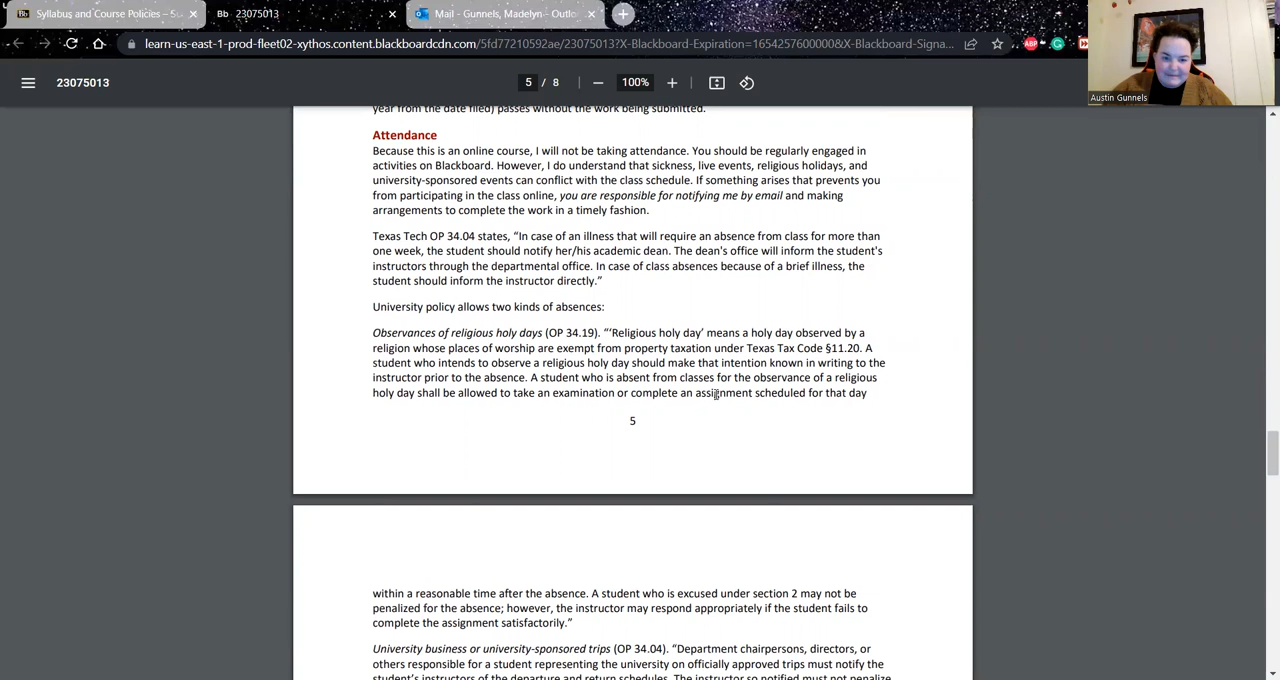 Syllabus and Course Policies – Su
23075013
Mail - Gunnels, Madelyn - Outlo
learn-us-east-1-prod-fleet02-xythos.content.blackboardcdn.com/5fd77210592ae/23075013?X-Blackboard-Expiration=1654257600000&X-Blackboard-Signa...
ABP
23075013
5 / 8
100%
Austin Gunnels
year from the date filed) passes without the work being submitted.
Attendance
Because this is an online course, I will not be taking attendance. You should be regularly engaged in
activities on Blackboard. However, I do understand that sickness, live events, religious holidays, and
university-sponsored events can conflict with the class schedule. If something arises that prevents you
from participating in the class online, you are responsible for notifying me by email and making
arrangements to complete the work in a timely fashion.
Texas Tech OP 34.04 states, “In case of an illness that will require an absence from class for more than
one week, the student should notify her/his academic dean. The dean's office will inform the student's
instructors through the departmental office. In case of class absences because of a brief illness, the
student should inform the instructor directly.”
University policy allows two kinds of absences:
Observances of religious holy days (OP 34.19). “‘Religious holy day’ means a holy day observed by a
religion whose places of worship are exempt from property taxation under Texas Tax Code §11.20. A
student who intends to observe a religious holy day should make that intention known in writing to the
instructor prior to the absence. A student who is absent from classes for the observance of a religious
holy day shall be allowed to take an examination or complete an assignment scheduled for that day
5
within a reasonable time after the absence. A student who is excused under section 2 may not be
penalized for the absence; however, the instructor may respond appropriately if the student fails to
complete the assignment satisfactorily.”
University business or university-sponsored trips (OP 34.04). “Department chairpersons, directors, or
others responsible for a student representing the university on officially approved trips must notify the
student’s instructors of the departure and return schedules. The instructor so notified must not penalize